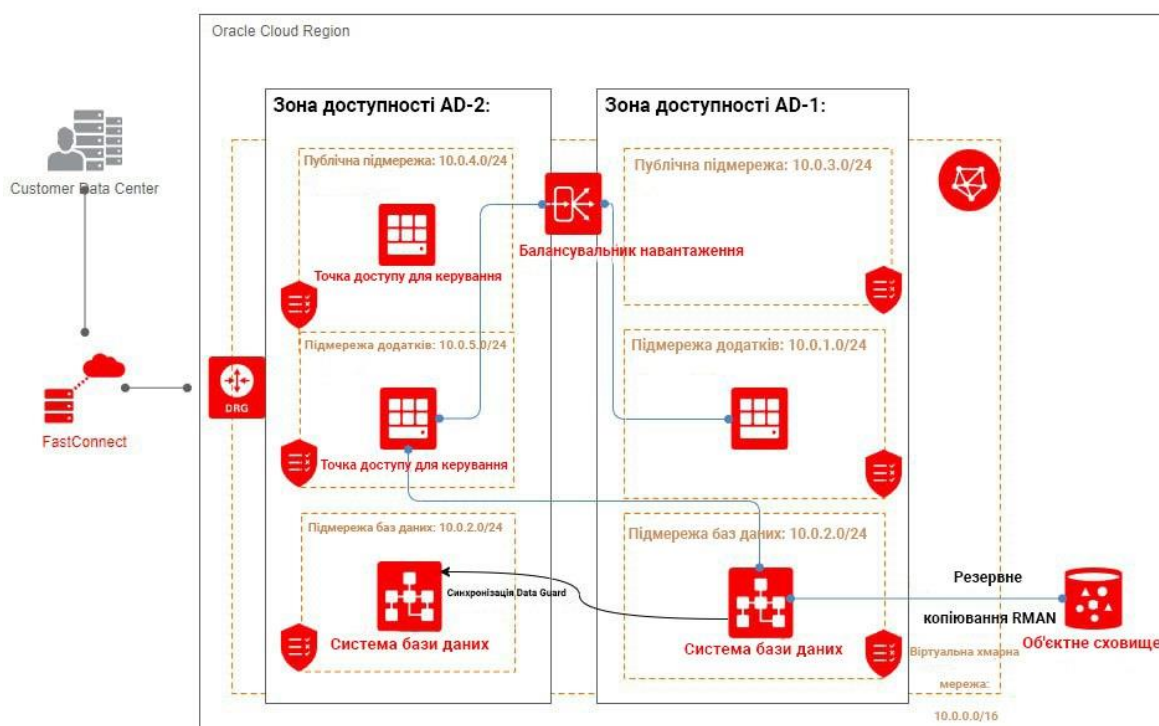 Oracle Cloud Region
Зона доступності AD-2:
Зона доступності AD-1:
Публічна підмережа: 10.0.4.0/24
Публічна підмережа: 10.0.3.0/24
Customer Data Center
Балансувальник навантаження
Точка доступу для керування
Підмережа додатків: 10.0.5.0/24
Підмережа додатків: 10.0.1.0/24
DRG
FastConnect
Точка доступу для керування
Підмережа баз даних: 10.0.2.0/24
Підмережа баз даних: 10.0.2.0/24
Синхронізація Data Guard
Резервне
копіювання RMAN
Система бази даних
Система бази даних
Об'єктне сховище
Віртуальна хмарна
мережа:
10.0.0.0/16